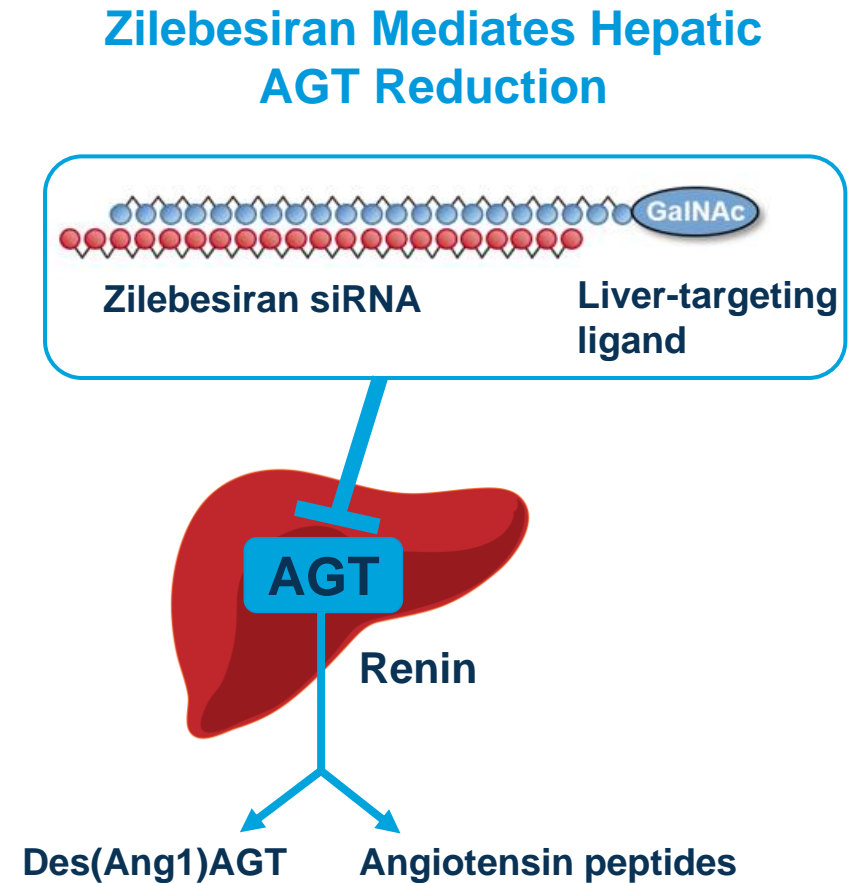 Zilebesiran Mediates Hepatic
AGT Reduction
GalNAc
Zilebesiran siRNA
Liver-targeting
ligand
AGT
Renin
Des(Ang1)AGT
Angiotensin peptides